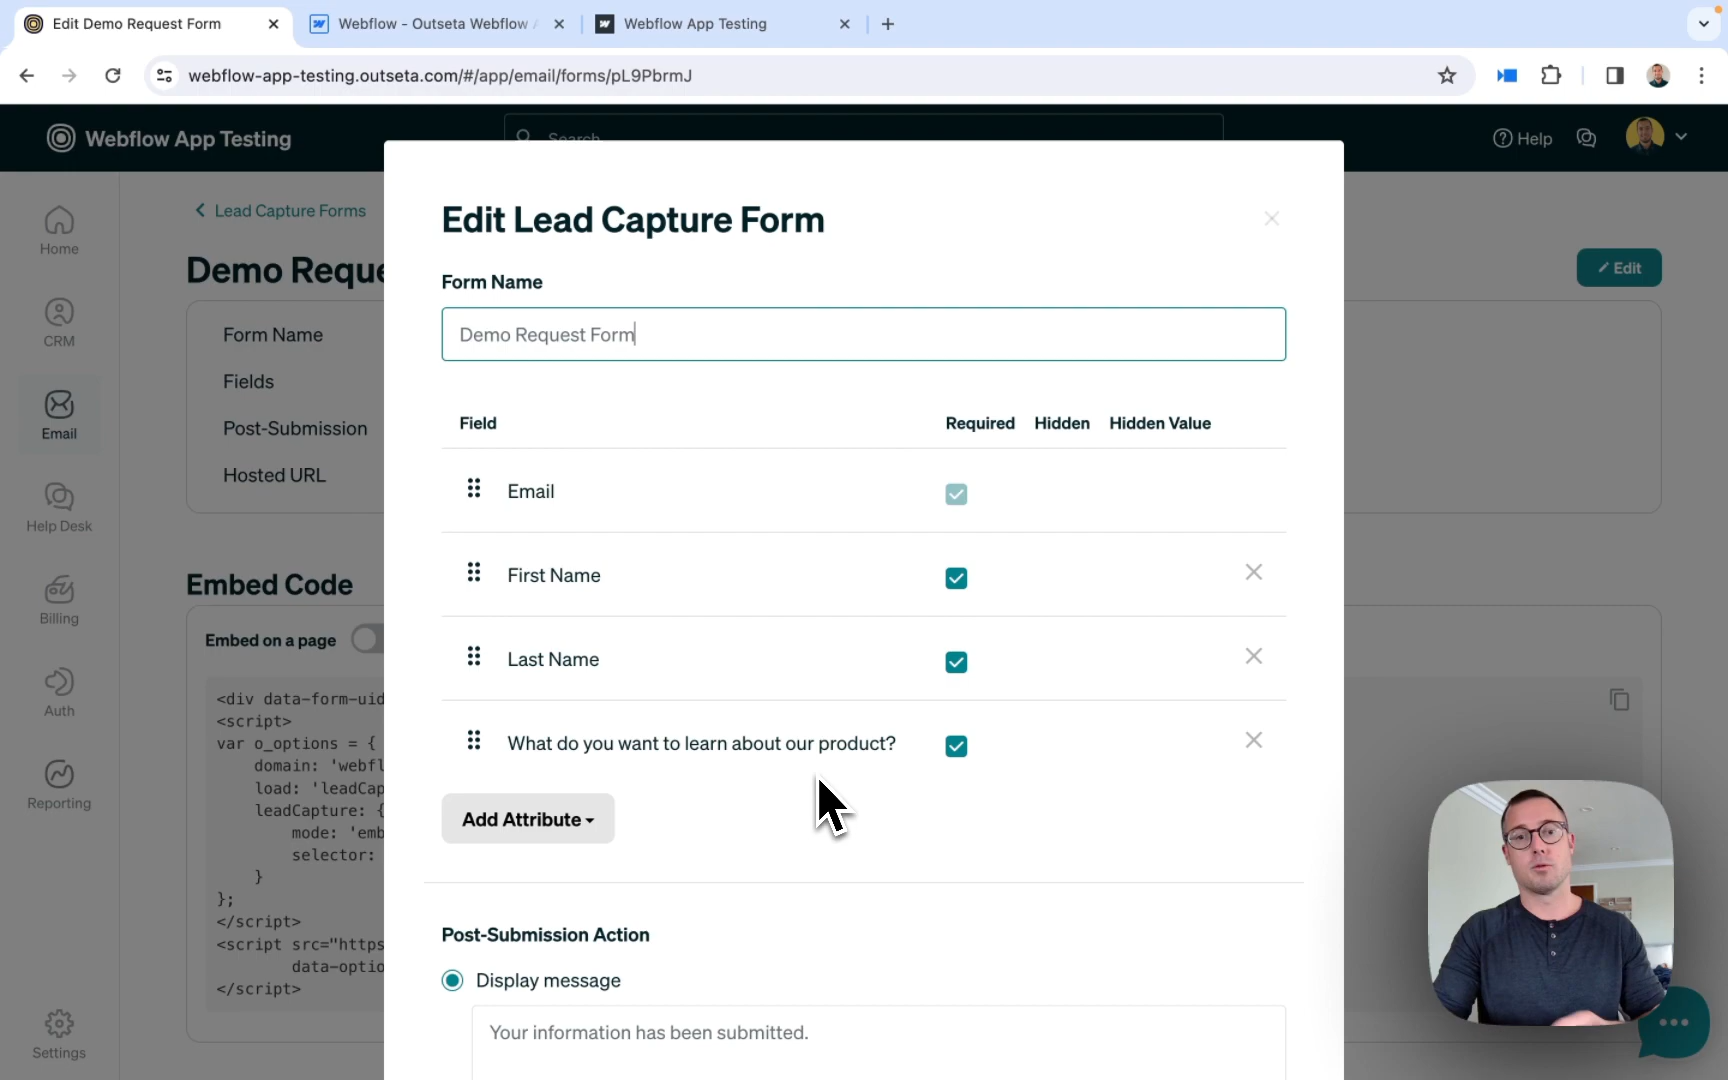 Edit Demo Request Form
Webflow - Outseta Webflow
Webflow App Testing
webflow-app-testing.outseta.com/#/app/email/forms/pL9PbrmJ
Webflow App Testing
Search
Help
Home
CRM
Email
Help Desk
Billing
Auth
Reporting
Settings
Lead Capture Forms
Demo Reque
Edit
Form Name
Fields
Post-Submission
Hosted URL
Embed Code
Embed on a page
<div data-form-uid
<script>
var o_options = {
domain: 'webfl
load: 'leadCap
leadCapture: {
mode: 'emb
selector:
}
};
</script>
<script src="https
data-optio
</script>
Edit Lead Capture Form
Form Name
Demo Request Form
Field Required Hidden Hidden Value
Email
First Name
Last Name
What do you want to learn about our product?
Add Attribute
Post-Submission Action
Display message
Your information has been submitted.